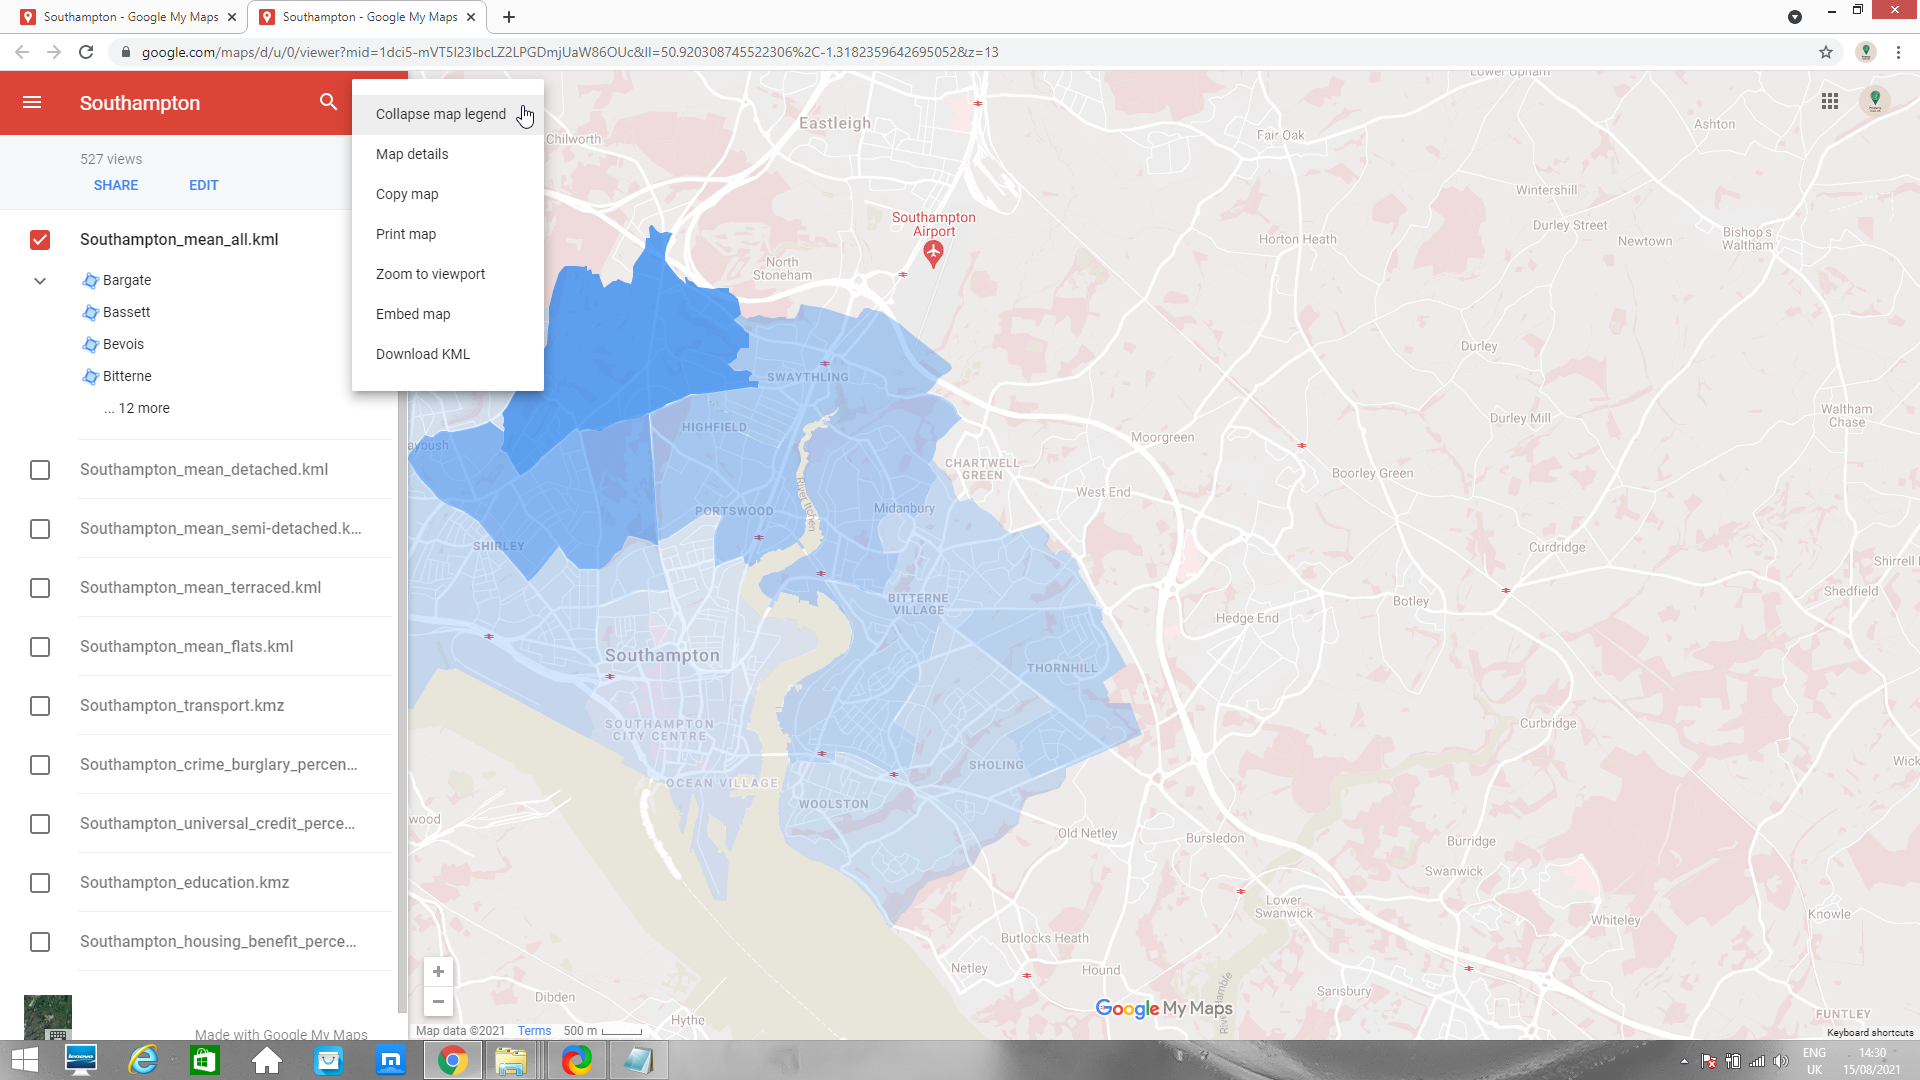 Southampton - Google My Maps
Southampton - Google My Maps
google.com/maps/d/u/0/viewer?mid=1dci5-mVT5I23IbcLZ2LPGDmjUaW86OUc&ll=50.920308745522306%2C-1.3182359642695052&z=13
Southampton
527 views
SHARE
EDIT
Southampton_mean_all.kml
Bargate
Bassett
Bevois
Bitterne
... 12 more
Southampton_mean_detached.kml
Southampton_mean_semi-detached.k...
Southampton_mean_terraced.kml
Southampton_mean_flats.kml
Southampton_transport.kmz
Southampton_crime_burglary_percen...
Southampton_universal_credit_perce...
Southampton_education.kmz
Southampton_housing_benefit_perce...
Made with Google My Maps
Collapse map legend
Map details
Copy map
Print map
Zoom to viewport
Embed map
Download KML
Lower Upham
Eastleigh
Chilworth
Fair Oak
Ashton
Wintershill
Durley Street
Southampton
Airport
Bishop's
Waltham
Newtown
Horton Heath
North
Stoneham
Durley
SWAYTHLING
Waltham
Chase
Durley Mill
HIGHFIELD
Moorgreen
aybush
CHARTWELL
GREEN
Boorley Green
West End
River Itchen
PORTSWOOD
Midanbury
SHIRLEY
Curdridge
Shirrell
Shedfield
BITTERNE
VILLAGE
Botley
Hedge End
Southampton
THORNHILL
SOUTHAMPTON
CITY CENTRE
Curbridge
SHOLING
Wick
OCEAN VILLAGE
WOOLSTON
wood
Old Netley
Bursledon
Burridge
Swanwick
Lower
Swanwick
Whiteley
Knowle
Butlocks Heath
Netley
Hound
Dibden
Sarisbury
Hythe
FUNTLEY
Google My Maps
Map data ©2021
Terms
500 m
Keyboard shortcuts
lenovo
ENG
UK
14:30
15/08/2021